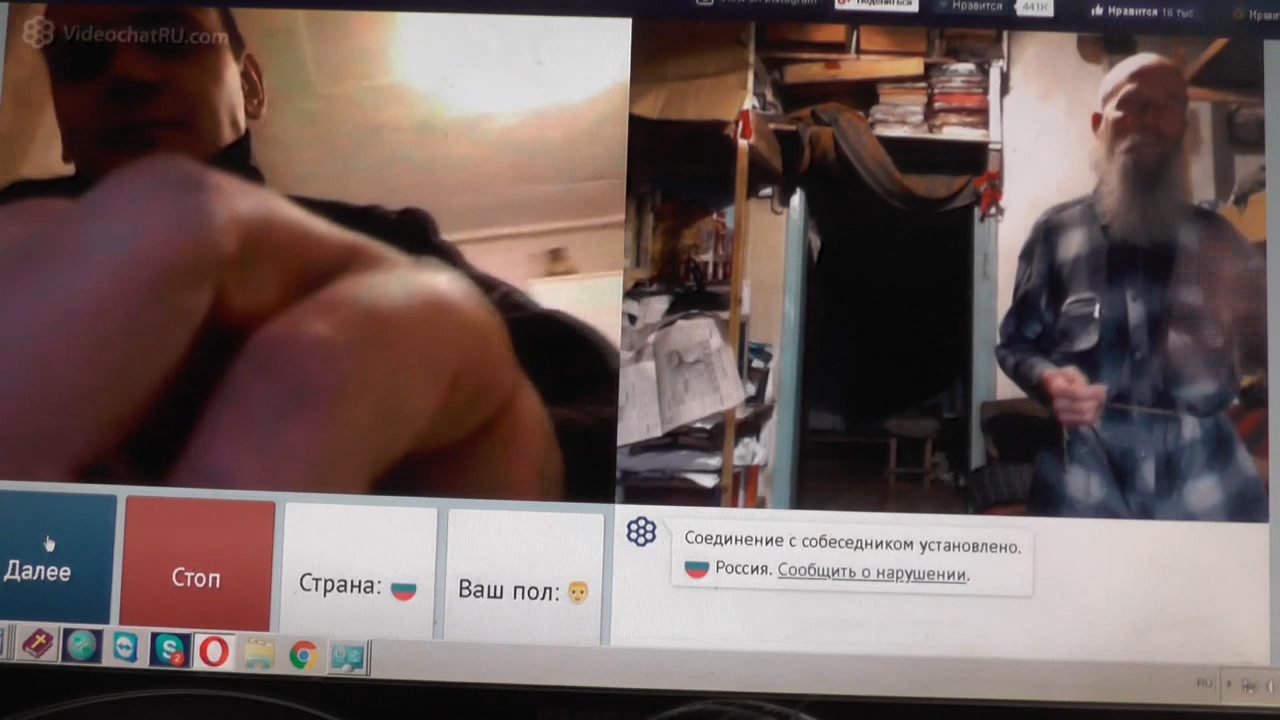 VideochatRU.com
Нравится
441K
Нравится 16 тыс
Далее
Стоп
Страна:
Ваш пол:
Соединение с собеседником установлено.
Россия. Сообщить о нарушении.
RU